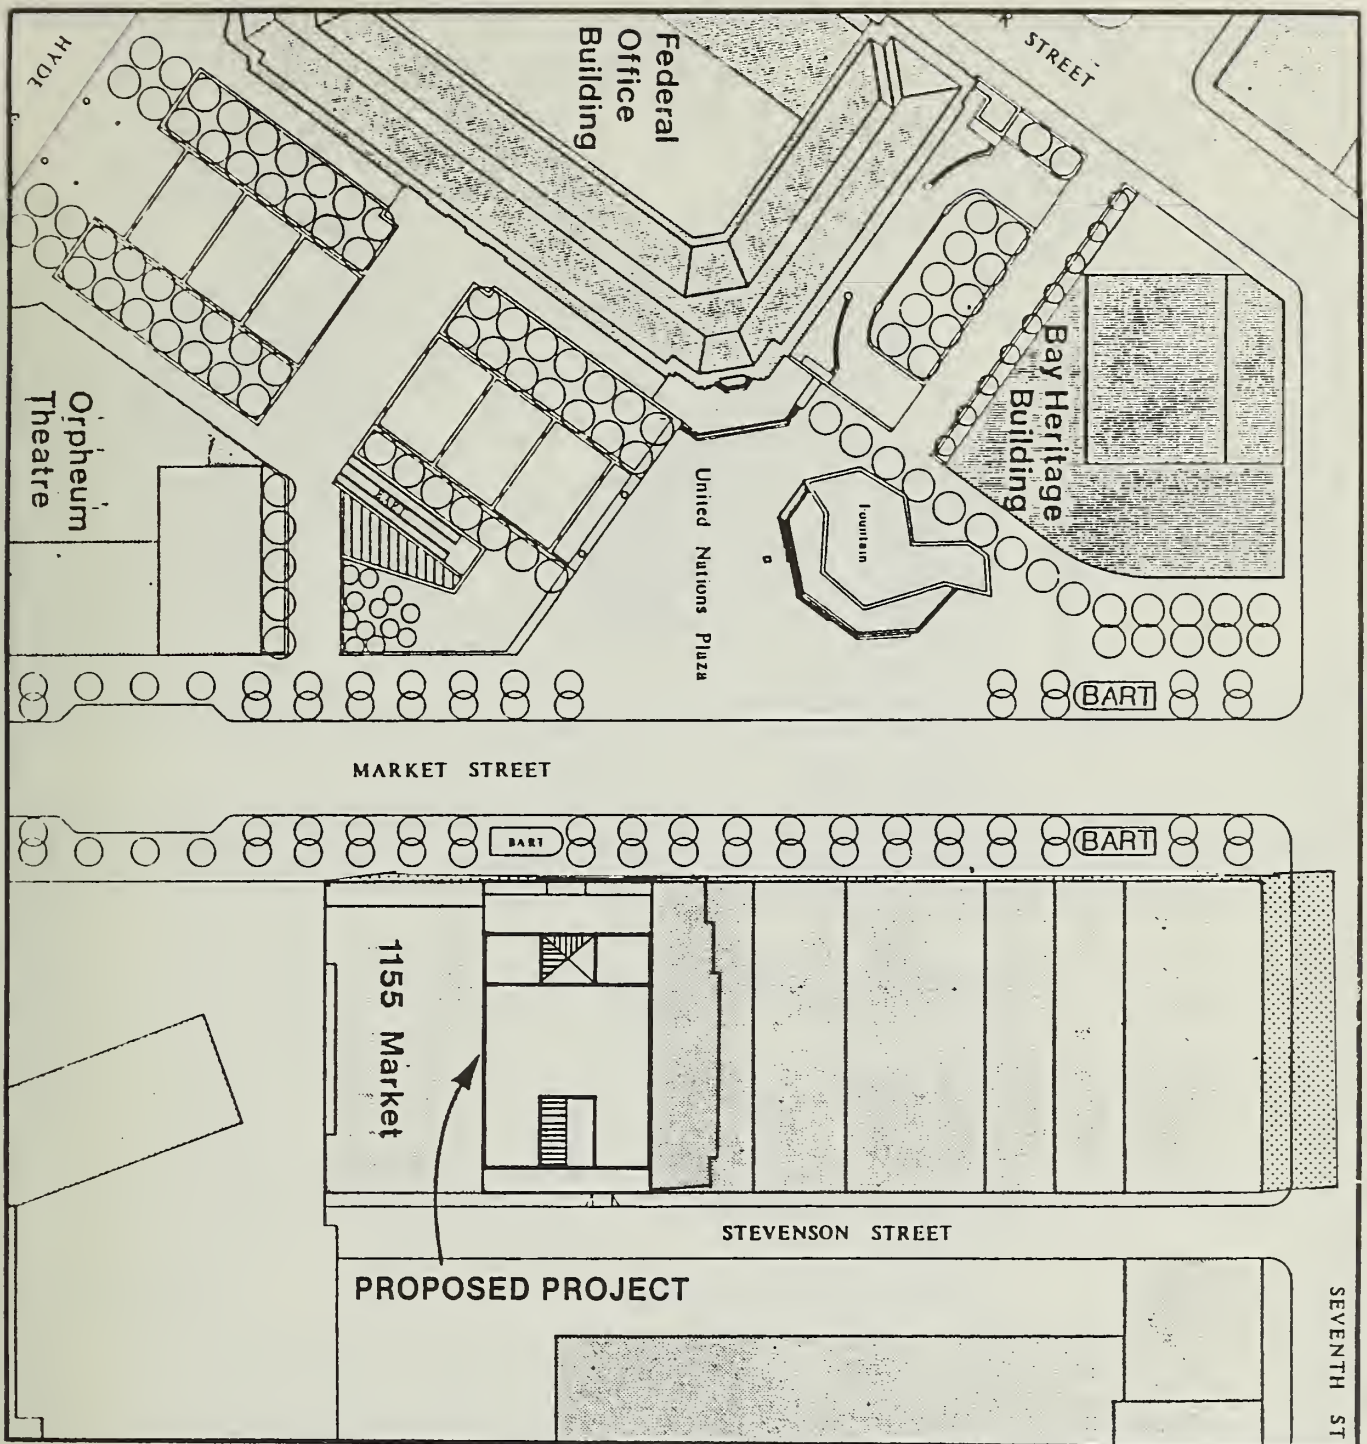 HYDE
Federal
Office
Building
STREET
Bay Heritage
Building
Orpheum
Theatre
United Nations Plaza
Fountain
BART
MARKET STREET
BART
BART
1155 Market
STEVENSON STREET
PROPOSED PROJECT
SEVENTH ST